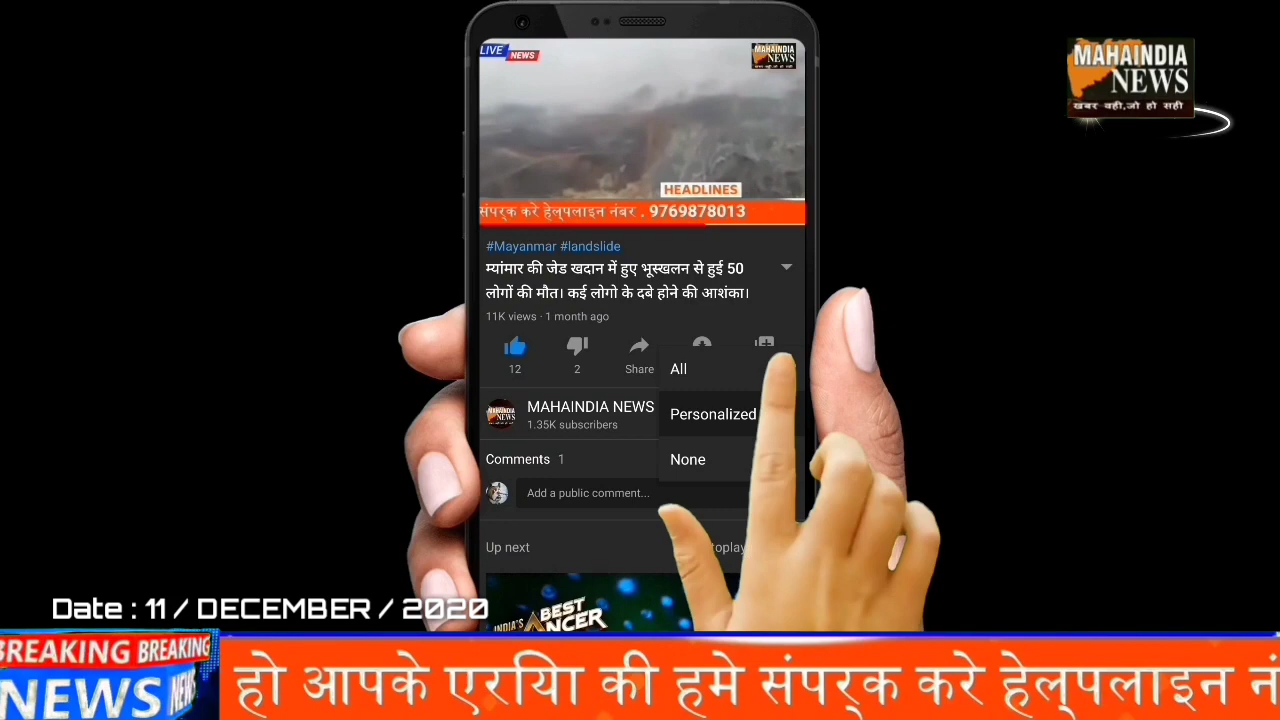 LIVE NEWS
MAHAINDIA
NEWS
HEADLINES
संपर्क करे हेल्पलाइन नंबर . 9769878013
#Mayanmar #landslide
म्यांमार की जेड खदान में हुए भूस्खलन से हुई 50
लोगों की मौत। कई लोगो के दबे होने की आशंका।
11K views · 1 month ago
12 2 Share
All
Personalized
None
MAHAINDIA NEWS
1.35K subscribers
Comments 1
Add a public comment...
Up next
INDIA'S BEST
MAHAINDIA
NEWS
खबर वही,जो हो सही
Date : 11 / DECEMBER / 2020
BREAKING BREAKING
NEWS NEWS
हो आपके एरिया की हमे संपर्क करे हेल्पलाइन